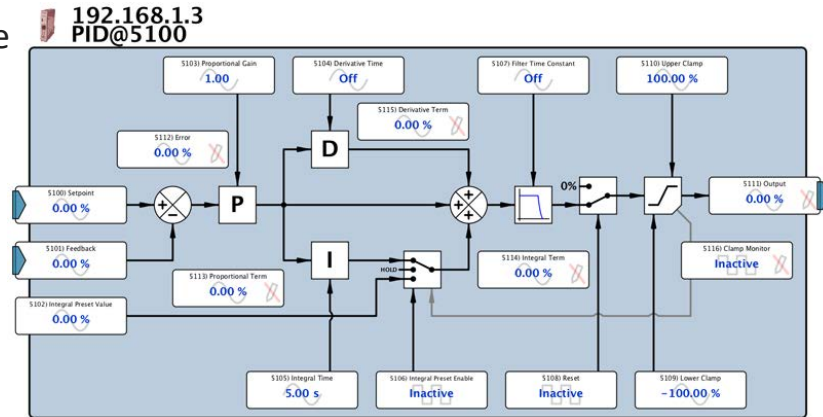 e
192.168.1.3
PID@5100
5103) Proportional Gain
1.00
5104) Derivative Time
Off
5107) Filter Time Constant
Off
5110) Upper Clamp
100.00 %
5115) Derivative Term
0.00 %
5112) Error
0.00 %
D
0%
5100) Setpoint
0.00 %
+
−
P
+
+
+
5111) Output
0.00 %
5101) Feedback
0.00 %
I
HOLD
5114) Integral Term
0.00 %
5116) Clamp Monitor
Inactive
5113) Proportional Term
0.00 %
5102) Integral Preset Value
0.00 %
5105) Integral Time
5.00 s
5106) Integral Preset Enable
Inactive
5108) Reset
Inactive
5109) Lower Clamp
-100.00 %